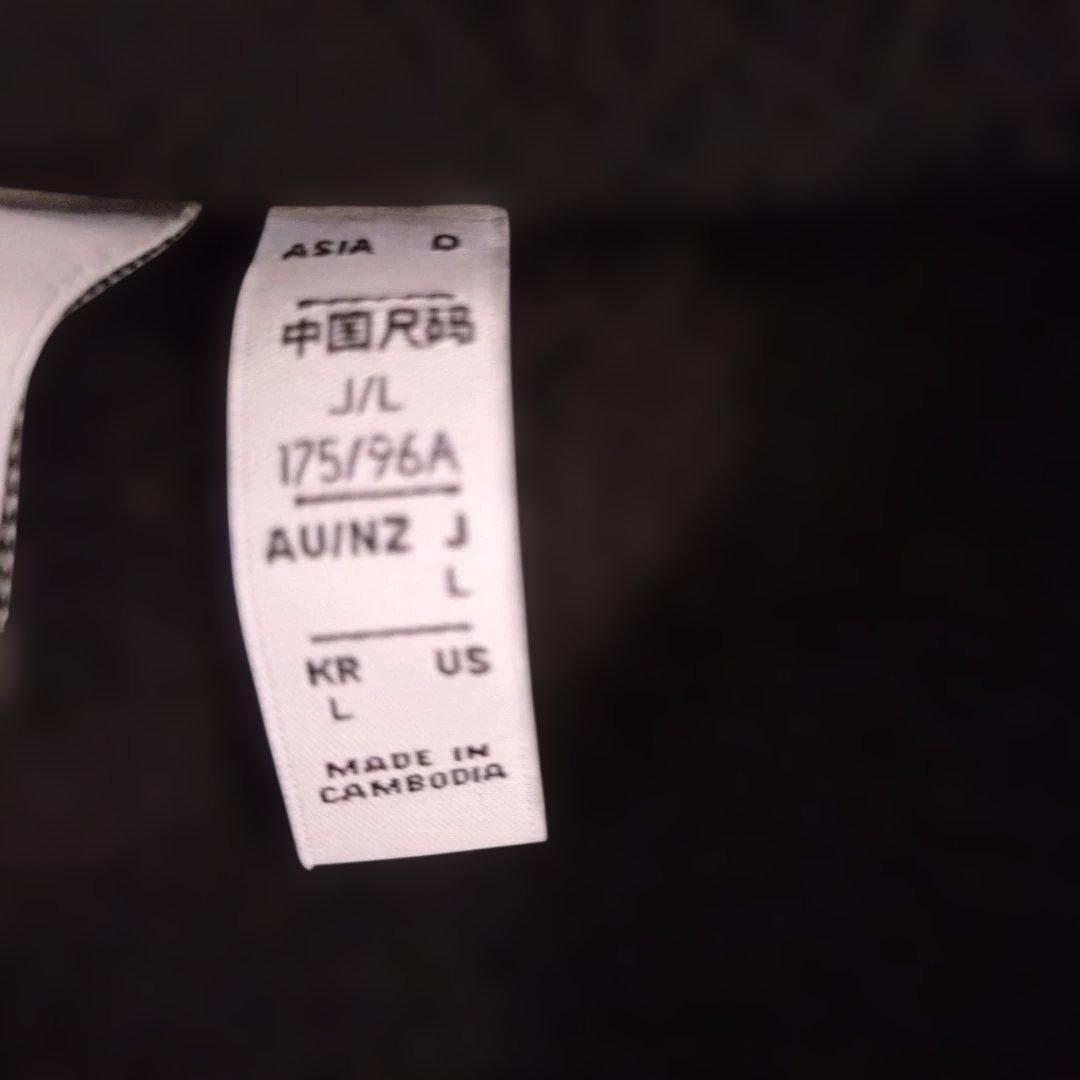 ASIA D
中国尺码
J/L
175/96A
AU/NZ J
L
KR US
L
MADE IN
CAMBODIA